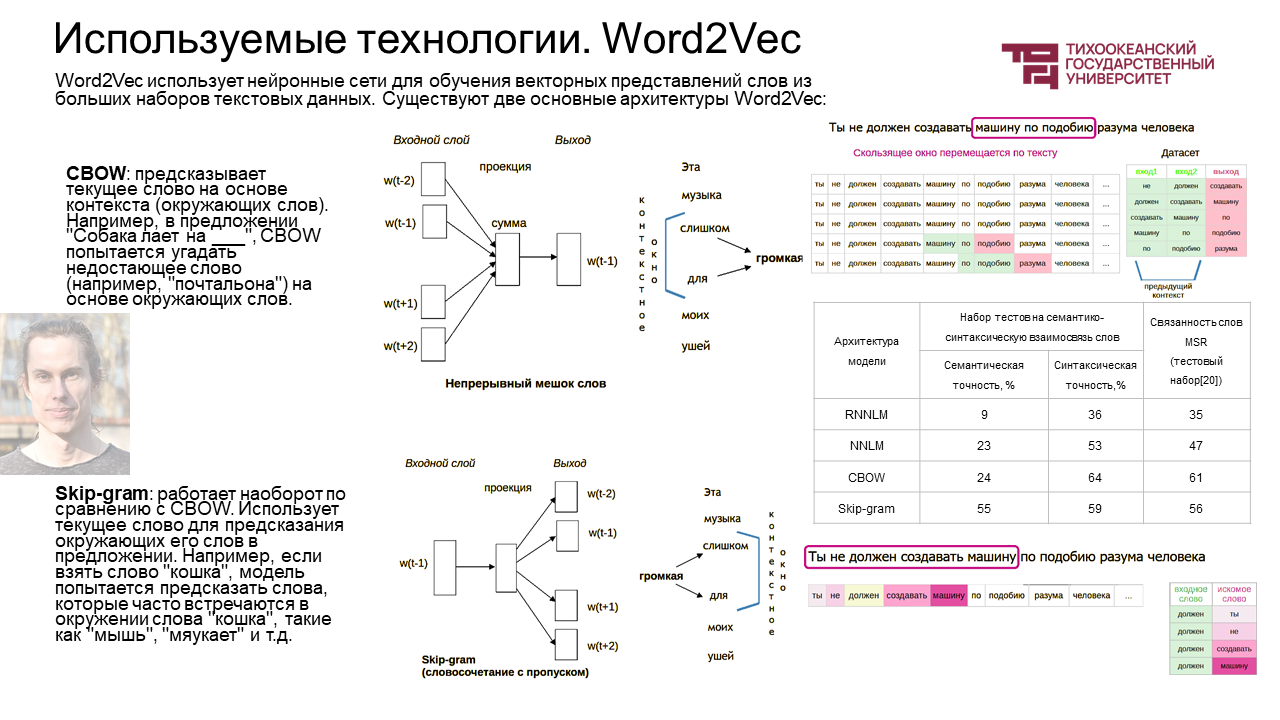 Используемые технологии. Word2Vec
ТИХООКЕАНСКИЙ
ГОСУДАРСТВЕННЫЙ
УНИВЕРСИТЕТ
Word2Vec использует нейронные сети для обучения векторных представлений слов из
больших наборов текстовых данных. Существуют две основные архитектуры Word2Vec:
CBOW: предсказывает
текущее слово на основе
контекста (окружающих слов).
Например, в предложении
"Собака лает на ___", CBOW
попытается угадать
недостающее слово
(например, "почтальона") на
основе окружающих слов.
Входной слой Выход
проекция
w(t-2)
w(t-1)
сумма
w(t-1)
w(t+1)
w(t+2)
Непрерывный мешок слов
контекстное
окно
Эта
музыка
слишком
громкая
для
моих
ушей
Ты не должен создавать машину по подобию разума человека
Скользящее окно перемещается по тексту
ты не должен создавать машину по подобию разума человека ...
ты не должен создавать машину по подобию разума человека ...
ты не должен создавать машину по подобию разума человека ...
ты не должен создавать машину по подобию разума человека ...
ты не должен создавать машину по подобию разума человека ...
Датасет
вход1 вход2 выход
не должен создавать
должен создавать машину
создавать машину по
машину по подобию
по подобию разума
предыдущий
контекст
Архитектура
модели
Набор тестов на семантико-
синтаксическую взаимосвязь слов
Связанность слов
MSR
(тестовый
набор[20])
Семантическая
точность, %
Синтаксическая
точность,%
RNNLM 9 36 35
NNLM 23 53 47
CBOW 24 64 61
Skip-gram 55 59 56
Skip-gram: работает наоборот по
сравнению с CBOW. Использует
текущее слово для предсказания
окружающих его слов в
предложении. Например, если
взять слово "кошка", модель
попытается предсказать слова,
которые часто встречаются в
окружении слова "кошка", такие
как "мышь", "мяукает" и т.д.
Входной слой Выход
проекция
w(t-2)
w(t-1)
w(t-1)
w(t+1)
w(t+2)
Skip-gram
(словосочетание с пропуском)
Эта
музыка
слишком
громкая
для
моих
ушей
контекстное
окно
Ты не должен создавать машину по подобию разума человека
ты не должен создавать машину по подобию разума человека ...
входное
слово
искомое
слово
должен ты
должен не
должен создавать
должен машину